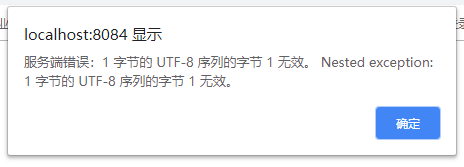 localhost:8084 显示
服务端错误：1 字节的 UTF-8 序列的字节 1 无效。 Nested exception:
1 字节的 UTF-8 序列的字节 1 无效。
确定